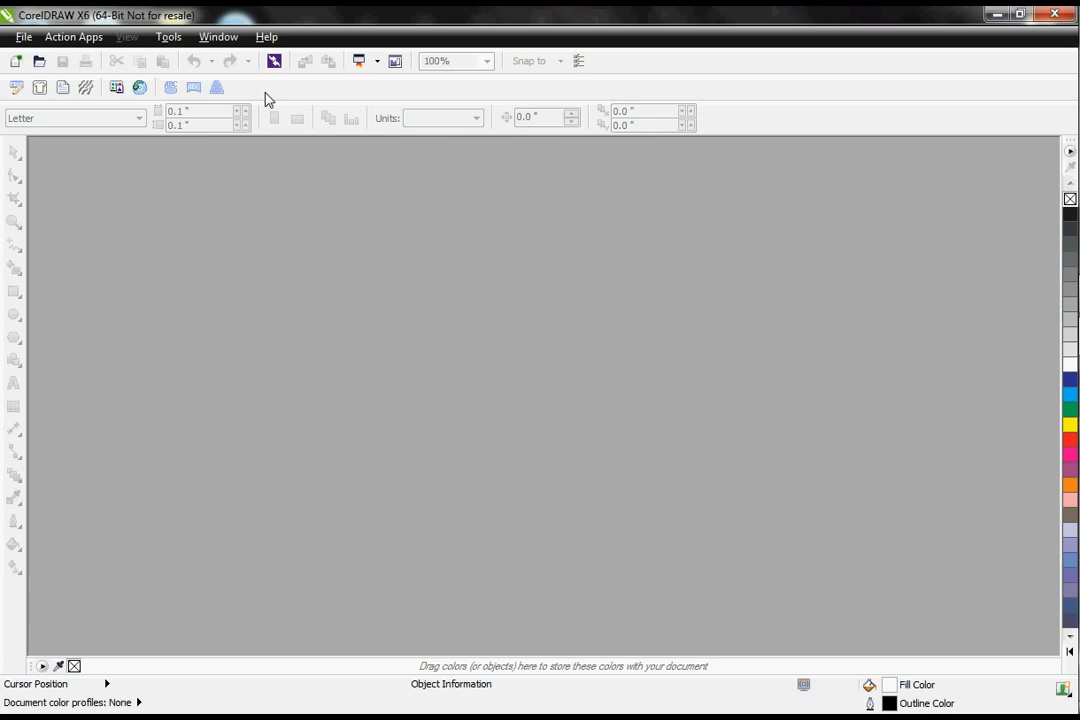 CorelDRAW X6 (64-Bit Not for resale)
File Action Apps View Tools Window Help
100% Snap to
Letter 0.1 " Units: 0.0 " 0.0 "
0.1 " 0.0 "
Drag colors (or objects) here to store these colors with your document
Cursor Position Object Information Fill Color
Document color profiles: None Outline Color